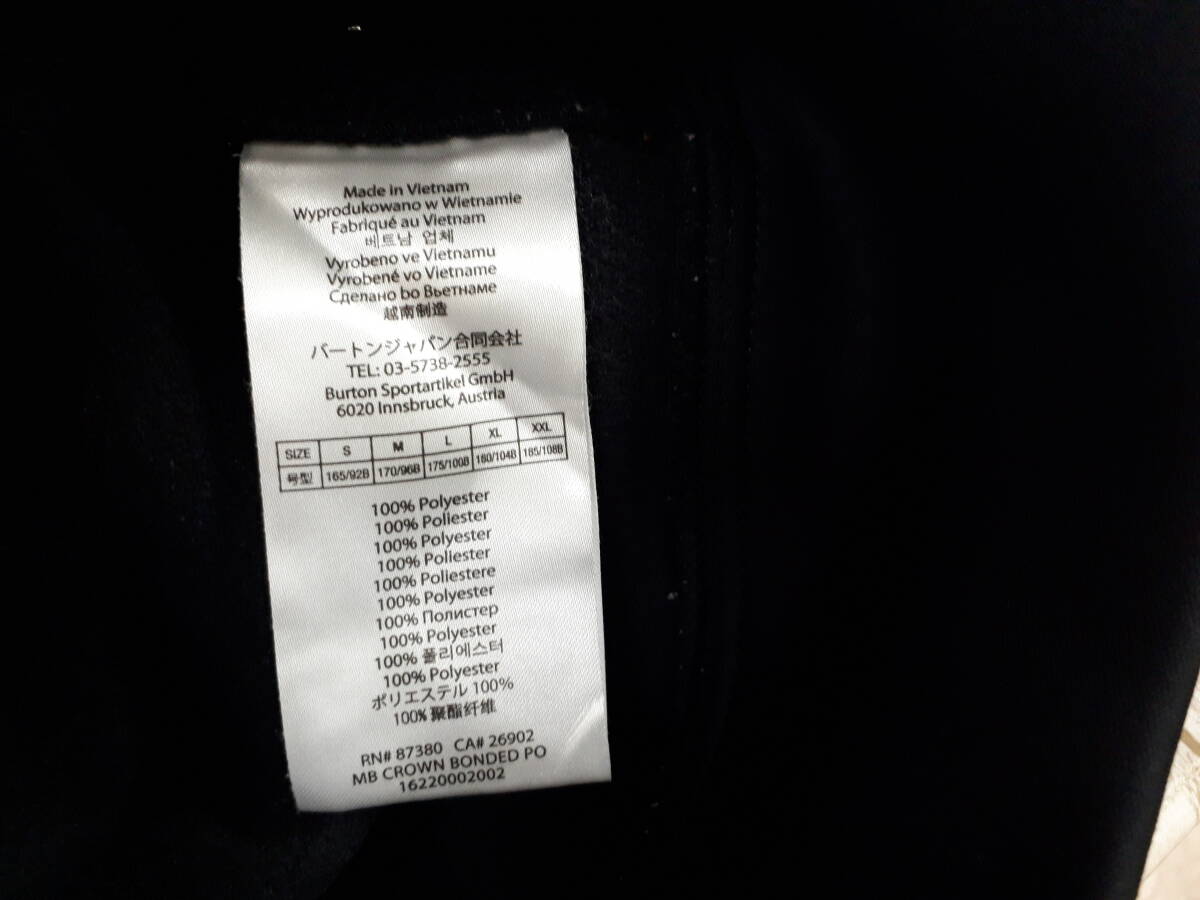 Made in Vietnam
Wyprodukowano w Wietnamie
Fabriqué au Vietnam
베트남 업체
Vyrobeno ve Vietnamu
Vyrobené vo Vietname
Сделано bo Вьетнаме
越南制造
バートンジャパン合同会社
TEL: 03-5738-2555
Burton Sportartikel GmbH
6020 Innsbruck, Austria
SIZE S M L XL XXL
号型 165/92B 170/96B 175/100B 180/104B 185/108B
100% Polyester
100% Poliester
100% Polyester
100% Poliester
100% Poliestere
100% Polyester
100% Полистер
100% Polyester
100% 폴리에스터
100% Polyester
ポリエステル 100%
100% 聚酯纤维
RN# 87380 CA# 26902
MB CROWN BONDED PO
16220002002